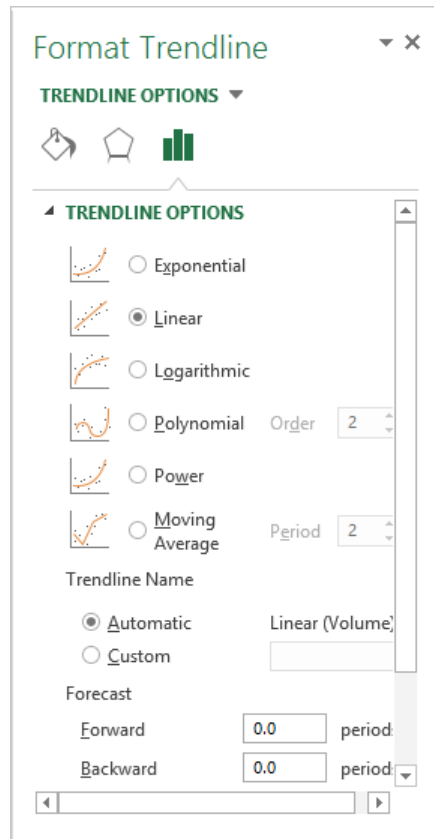 Format Trendline
TRENDLINE OPTIONS
TRENDLINE OPTIONS
Exponential
Linear
Logarithmic
Polynomial Order 2
Power
Moving
Average Period 2
Trendline Name
Automatic Linear (Volume)
Custom
Forecast
Forward 0.0 period
Backward 0.0 period